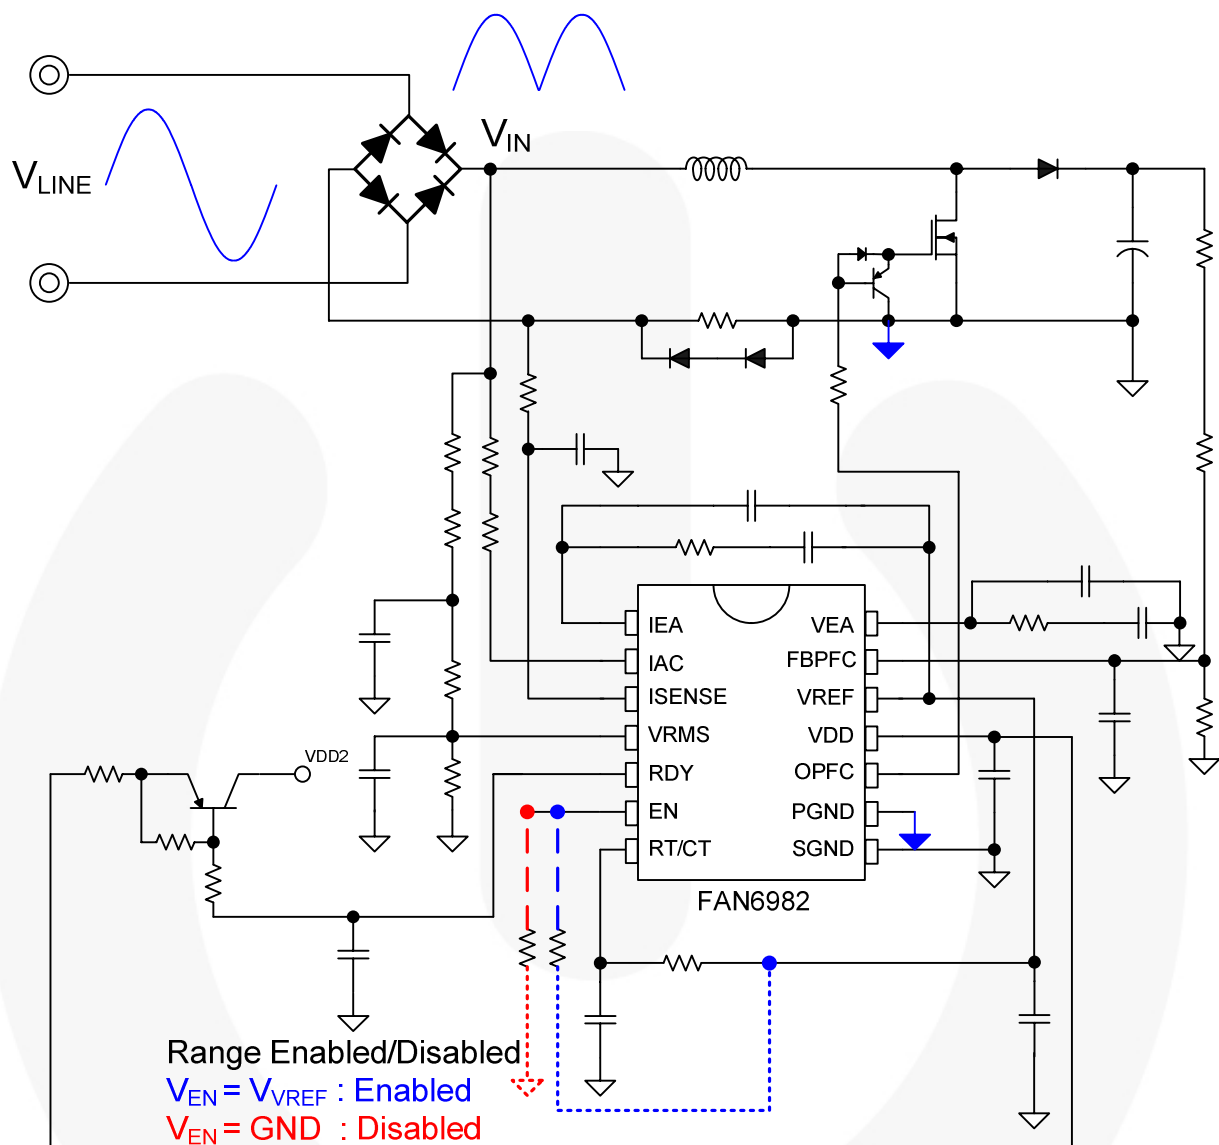 VIN
VLINE
IEA
VEA
IAC
FBPFC
ISENSE
VREF
VRMS
VDD
VDD2
RDY
OPFC
EN
PGND
RT/CT
SGND
FAN6982
Range Enabled/Disabled
VEN = VVREF : Enabled
VEN = GND : Disabled